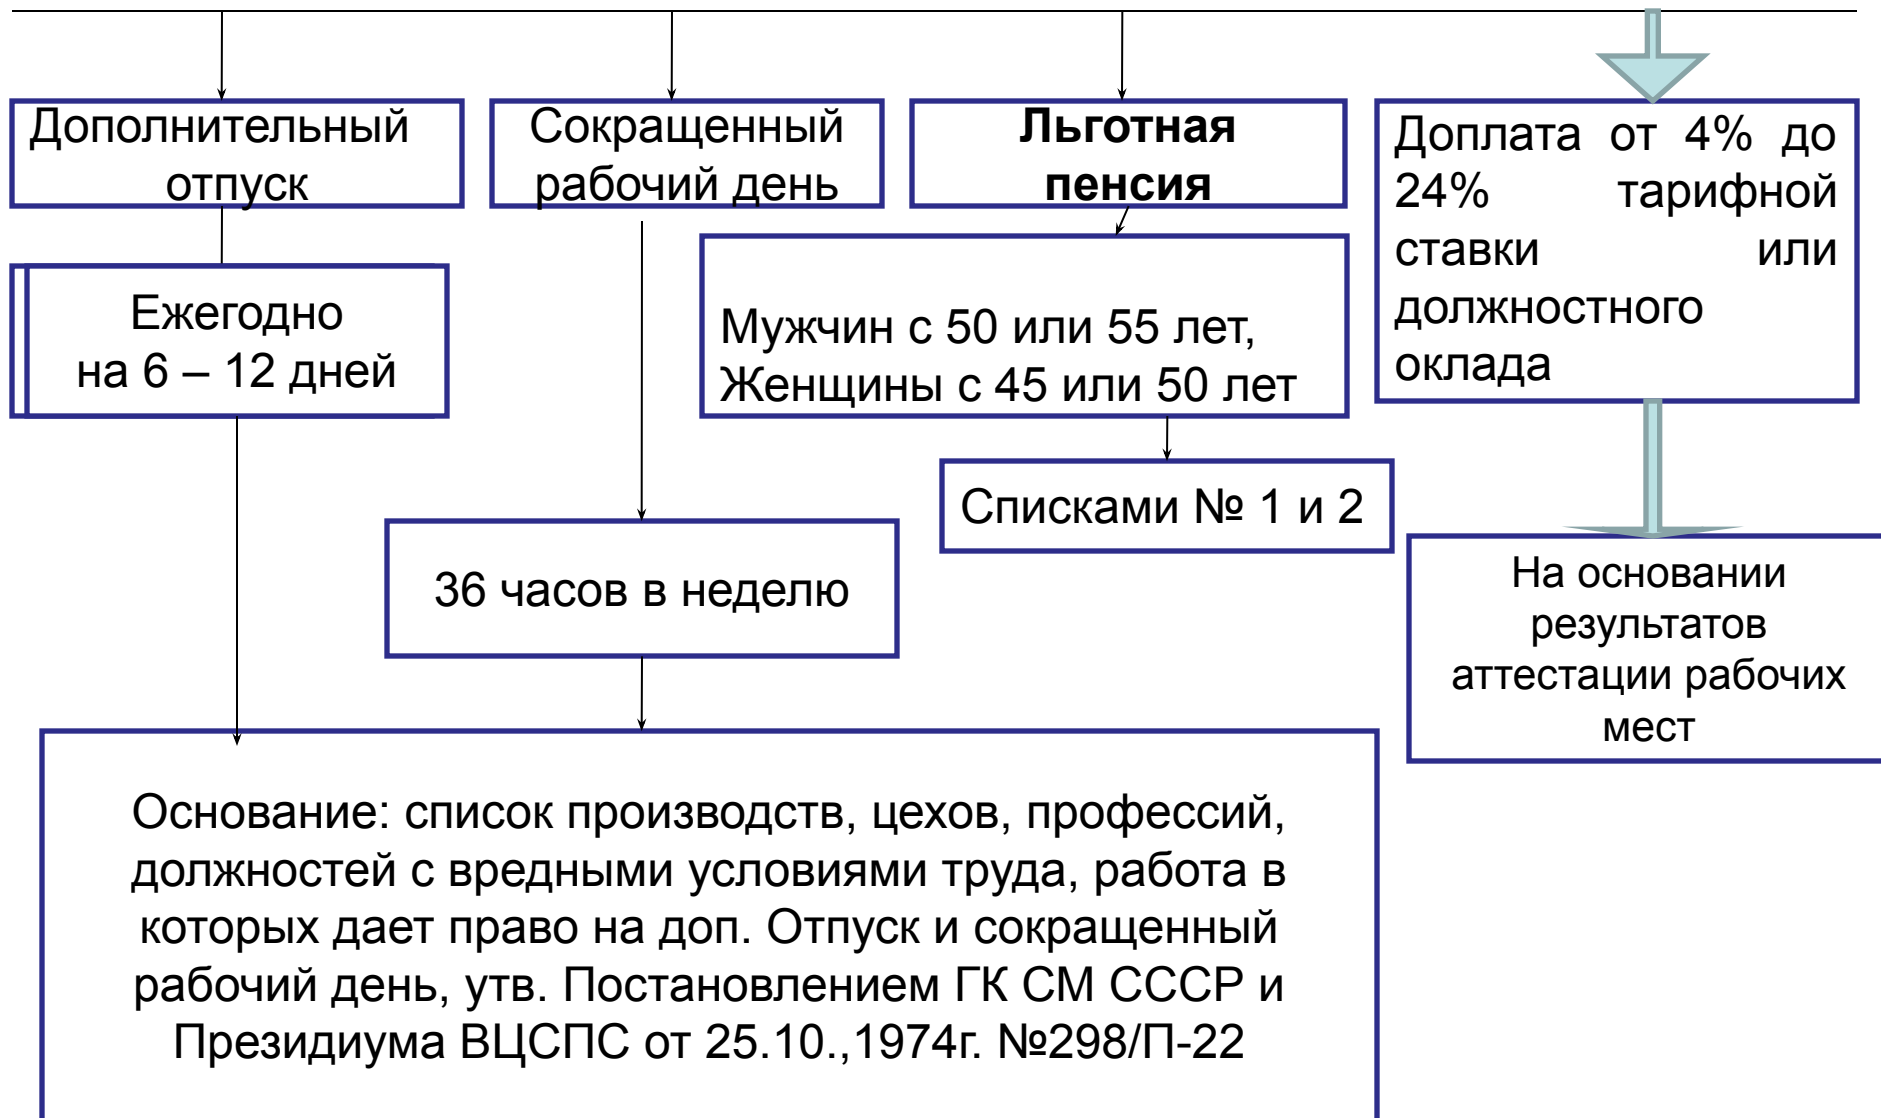 Дополнительный
отпуск
Сокращенный
рабочий день
Льготная
пенсия
Доплата от 4% до
24% тарифной
ставки или
должностного
оклада
Ежегодно
на 6 – 12 дней
Мужчин с 50 или 55 лет,
Женщины с 45 или 50 лет
Списками № 1 и 2
36 часов в неделю
На основании
результатов
аттестации рабочих
мест
Основание: список производств, цехов, профессий,
должностей с вредными условиями труда, работа в
которых дает право на доп. Отпуск и сокращенный
рабочий день, утв. Постановлением ГК СМ СССР и
Президиума ВЦСПС от 25.10.,1974г. №298/П-22